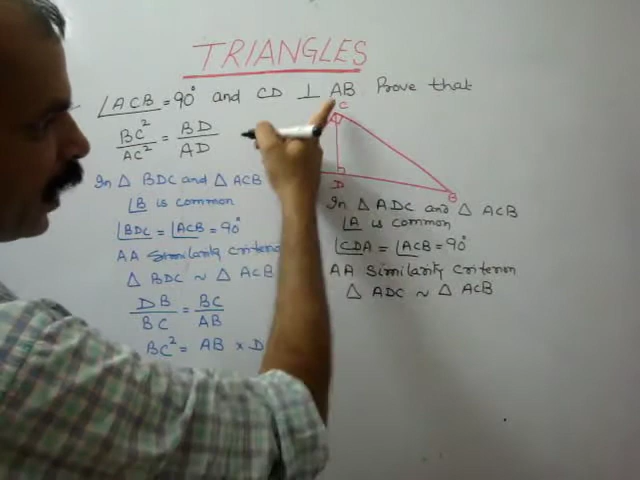 TRIANGLES
∠ACB = 90° and CD ⊥ AB Prove that
BC² / AC² = BD / AD
C
D
B
In △ BDC and △ ACB
∠B is common
∠BDC = ∠ACB = 90°
AA Similarity criterio
△ BDC ~ △ ACB
DB / BC = BC / AB
BC² = AB × D
In △ ADC and △ ACB
∠A is common
∠CDA = ∠ACB = 90°
AA Similarity criterion
△ ADC ~ △ ACB